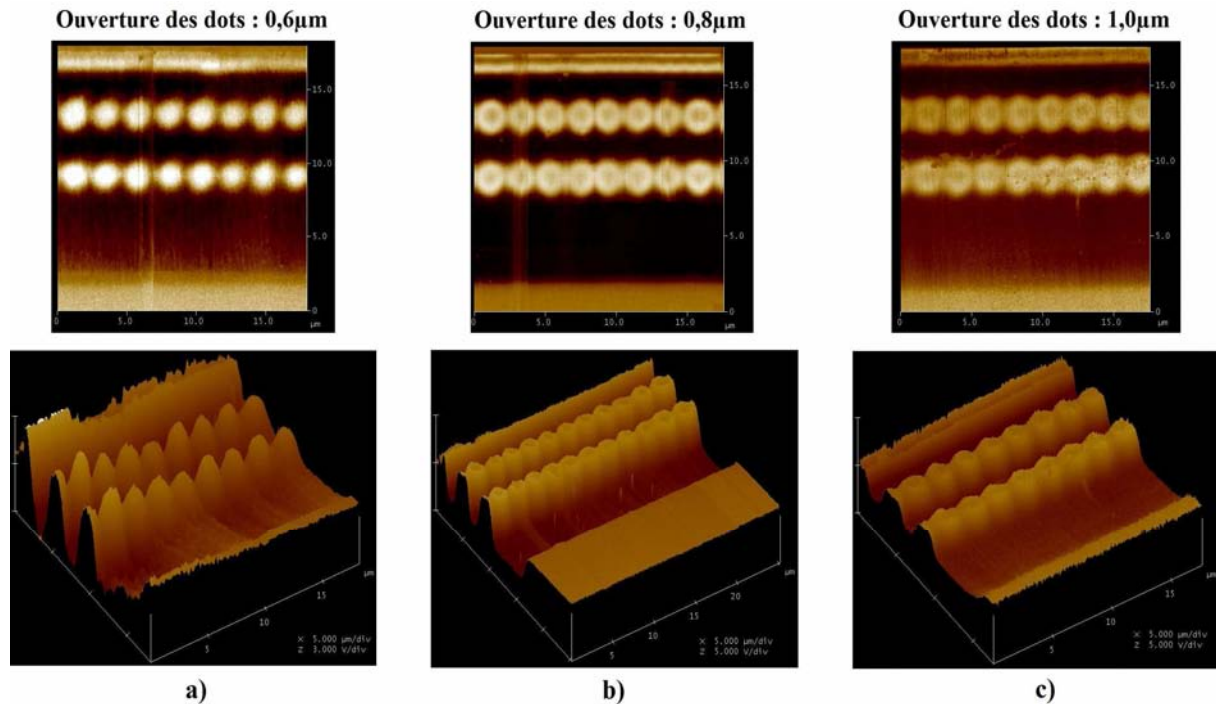 Ouverture des dots : 0,6µm
Ouverture des dots : 0,8µm
Ouverture des dots : 1,0µm
15.0
10.0
5.0
0
0
5.0
10.0
15.0
µm
15.0
10.0
5.0
0
0
5.0
10.0
15.0
µm
15.0
10.0
5.0
0
0
5.0
10.0
15.0
µm
µm
15
10
5
X 5.000 µm/div
Z 3.000 V/div
µm
20
15
10
5
X 5.000 µm/div
Z 5.000 V/div
µm
15
10
5
X 5.000 µm/div
Z 5.000 V/div
a)
b)
c)